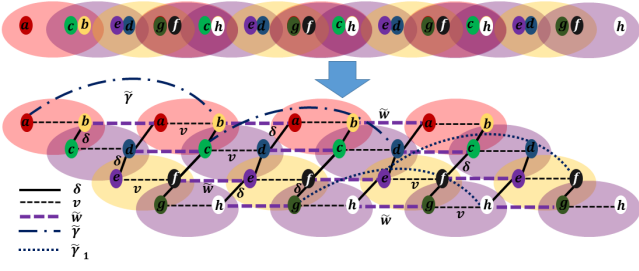 a c b e d g f c h e d g f c h e d g f c h e d g f h
γ̃ w̃
a b a v b a b a b
δ δ δ
c d v c v d c d c d
δ δ
e v f w̃ e f e v f e f
δ δ
g h g h g v h g h
w̃
δ
v
w̃
γ̃
γ̃ 1